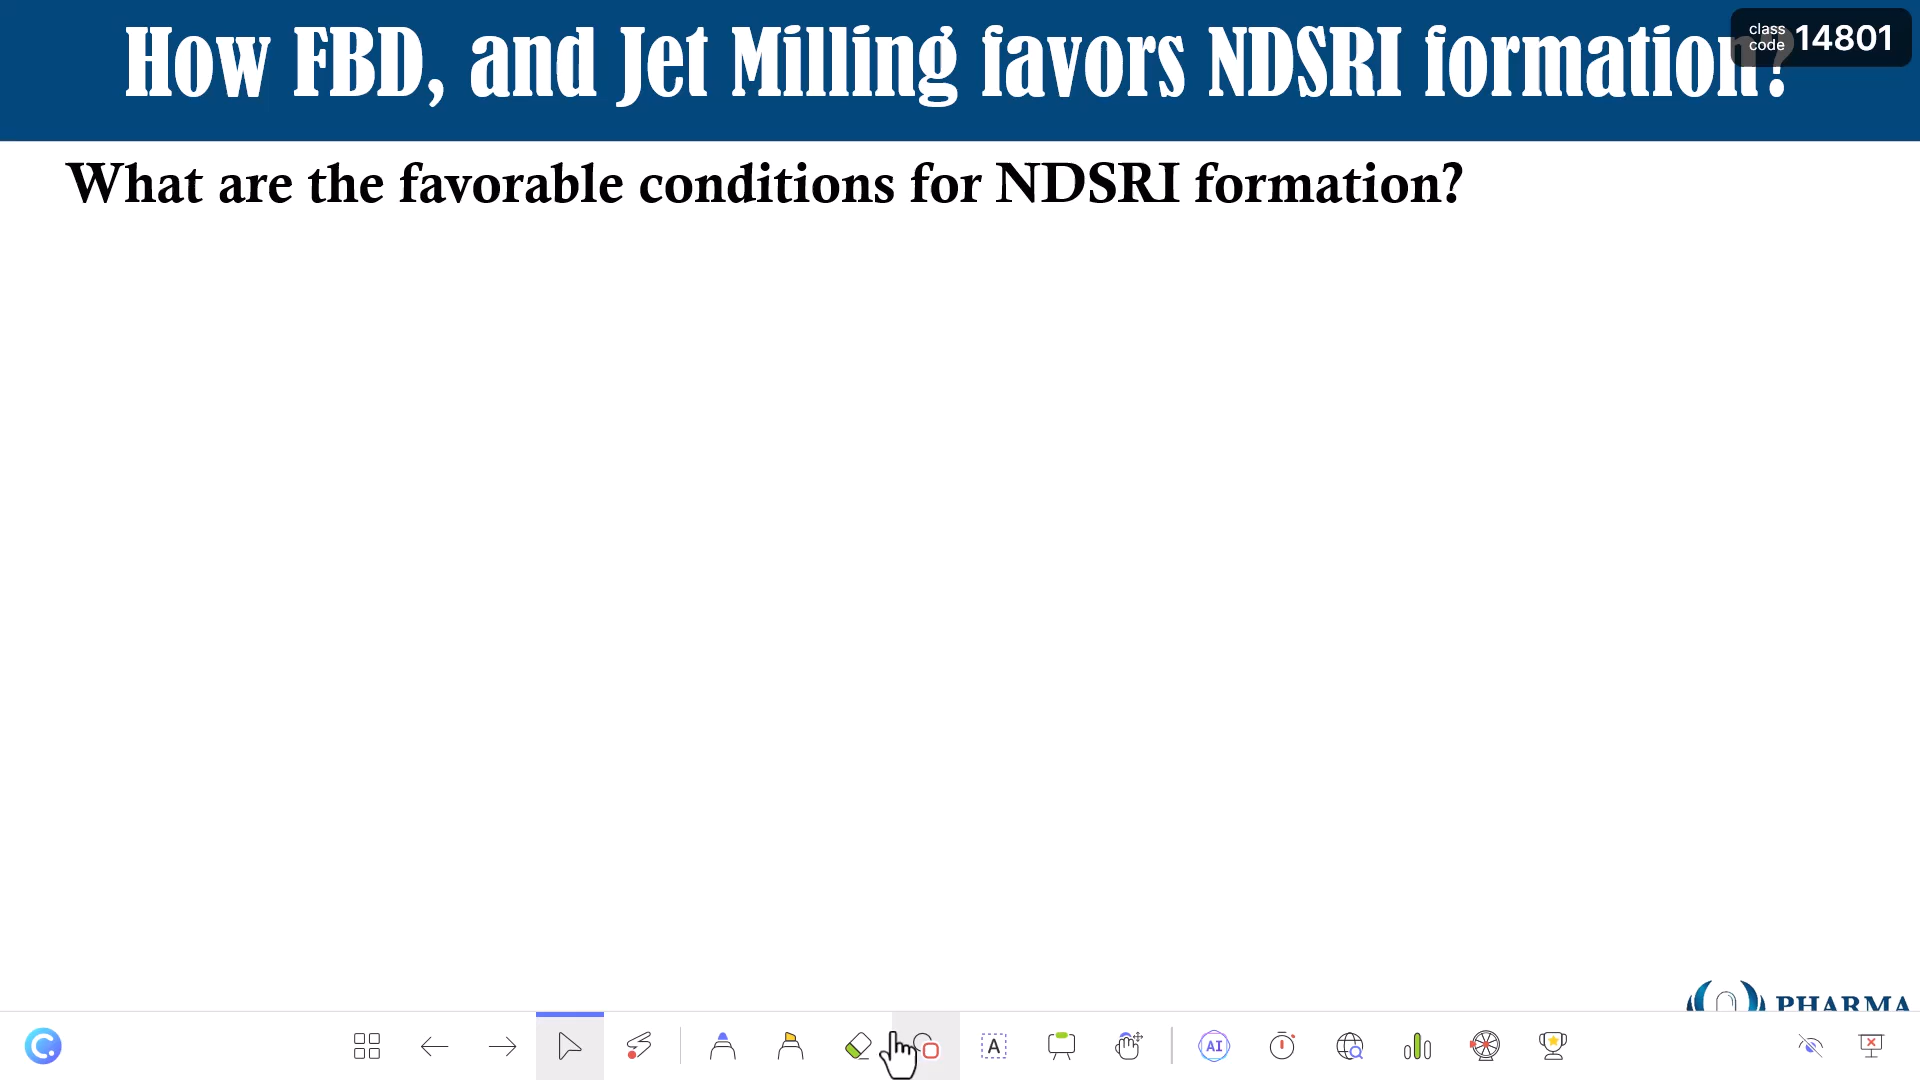 How FBD, and Jet Milling favors NDSRI formation?
class code 14801
What are the favorable conditions for NDSRI formation?
PHARMA
A
AI